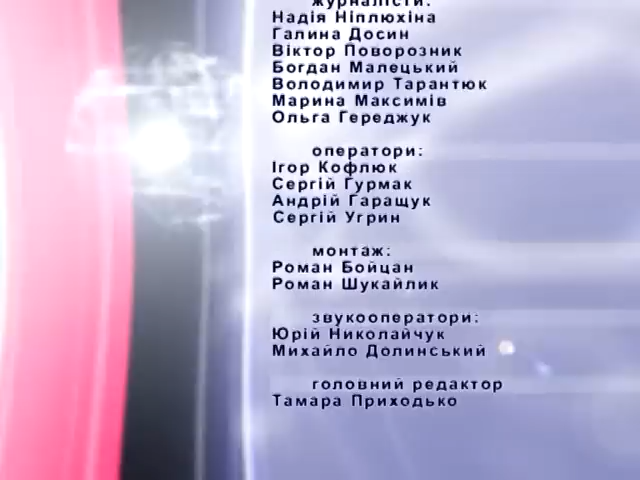 журналісти:
Надія Ніплюхіна
Галина Досин
Віктор Поворозник
Богдан Малецький
Володимир Тарантюк
Марина Максимів
Ольга Гереджук
оператори:
Ігор Кофлюк
Сергій Гурмак
Андрій Гаращук
Сергій Угрин
монтаж:
Роман Бойцан
Роман Шукайлик
звукооператори:
Юрій Николайчук
Михайло Долинський
головний редактор
Тамара Приходько